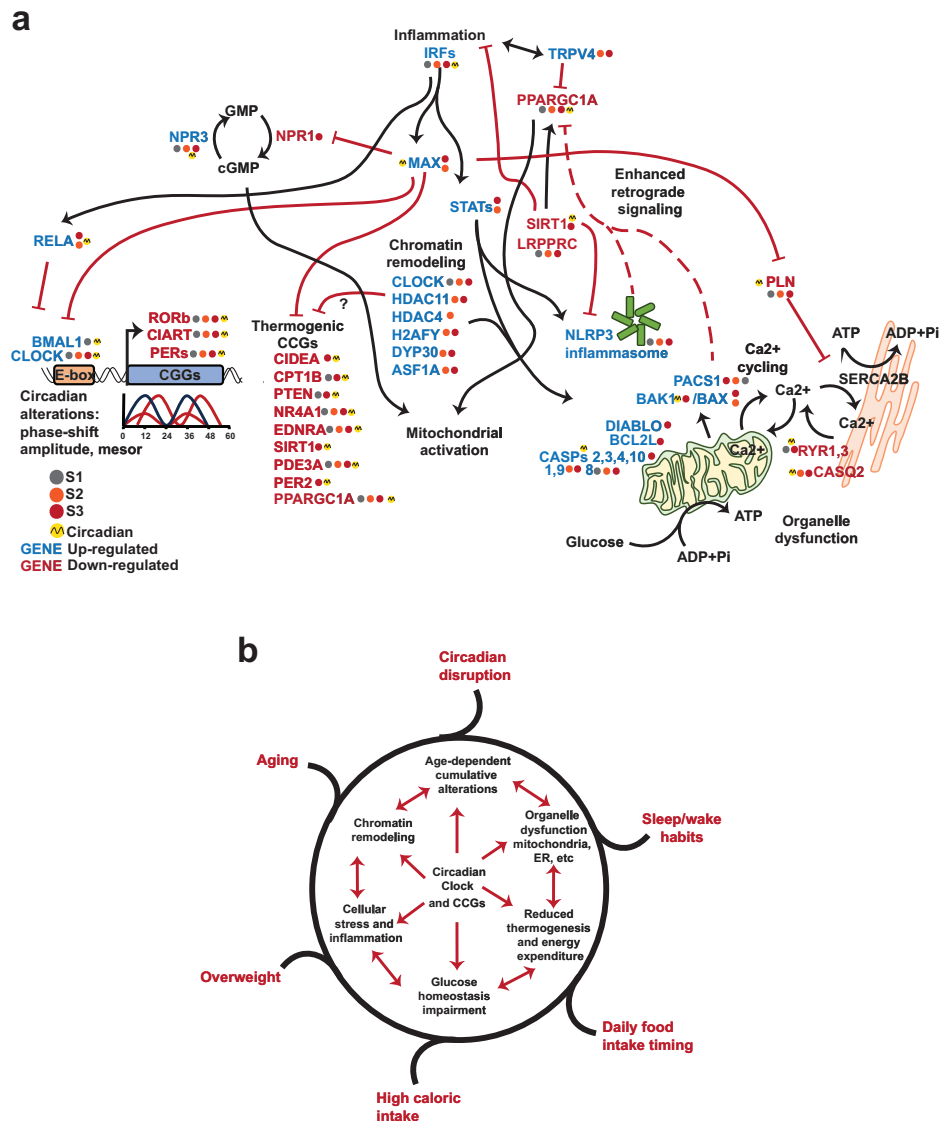 a
Inflammation
IRFs
TRPV4
PPARGC1A
GMP
NPR3
NPR1
cGMP
MAX
Enhanced
retrograde
signaling
STATs
SIRT1
LRPPRC
RELA
Chromatin
remodeling
CLOCK
HDAC11
HDAC4
H2AFY
DYP30
ASF1A
?
PLN
RORb
CIART
PERs
BMAL1
CLOCK
E-box
CGGs
Thermogenic
CCGs
CIDEA
CPT1B
PTEN
NR4A1
EDNRA
SIRT1
PDE3A
PER2
PPARGC1A
NLRP3
inflammasome
Mitochondrial
activation
Ca2+
cycling
ATP
ADP+Pi
SERCA2B
PACS1
BAK1 /BAX
Ca2+
Ca2+
DIABLO
BCL2L
CASPs 2,3,4,10
1,9 8
Ca2+
RYR1,3
CASQ2
ATP
Glucose
ADP+Pi
Organelle
dysfunction
Circadian
alterations:
phase-shift
amplitude, mesor
0 12 24 36 48 60
S1
S2
S3
Circadian
GENE Up-regulated
GENE Down-regulated
b
Circadian
disruption
Aging
Sleep/wake
habits
Overweight
Daily food
intake timing
High caloric
intake
Age-dependent
cumulative
alterations
Chromatin
remodeling
Organelle
dysfunction
mitochondria,
ER, etc
Circadian
Clock
and CCGs
Cellular
stress and
inflammation
Reduced
thermogenesis
and energy
expenditure
Glucose
homeostasis
impairment